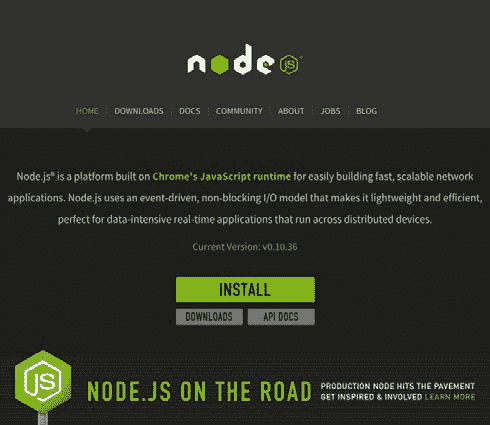 node JS™
HOME DOWNLOADS DOCS COMMUNITY ABOUT JOBS BLOG
Node.js® is a platform built on Chrome's JavaScript runtime for easily building fast, scalable network
applications. Node.js uses an event-driven, non-blocking I/O model that makes it lightweight and efficient,
perfect for data-intensive real-time applications that run across distributed devices.
Current Version: v0.10.36
INSTALL
DOWNLOADS API DOCS
JS NODE.JS ON THE ROAD
PRODUCTION NODE HITS THE PAVEMENT
GET INSPIRED & INVOLVED LEARN MORE